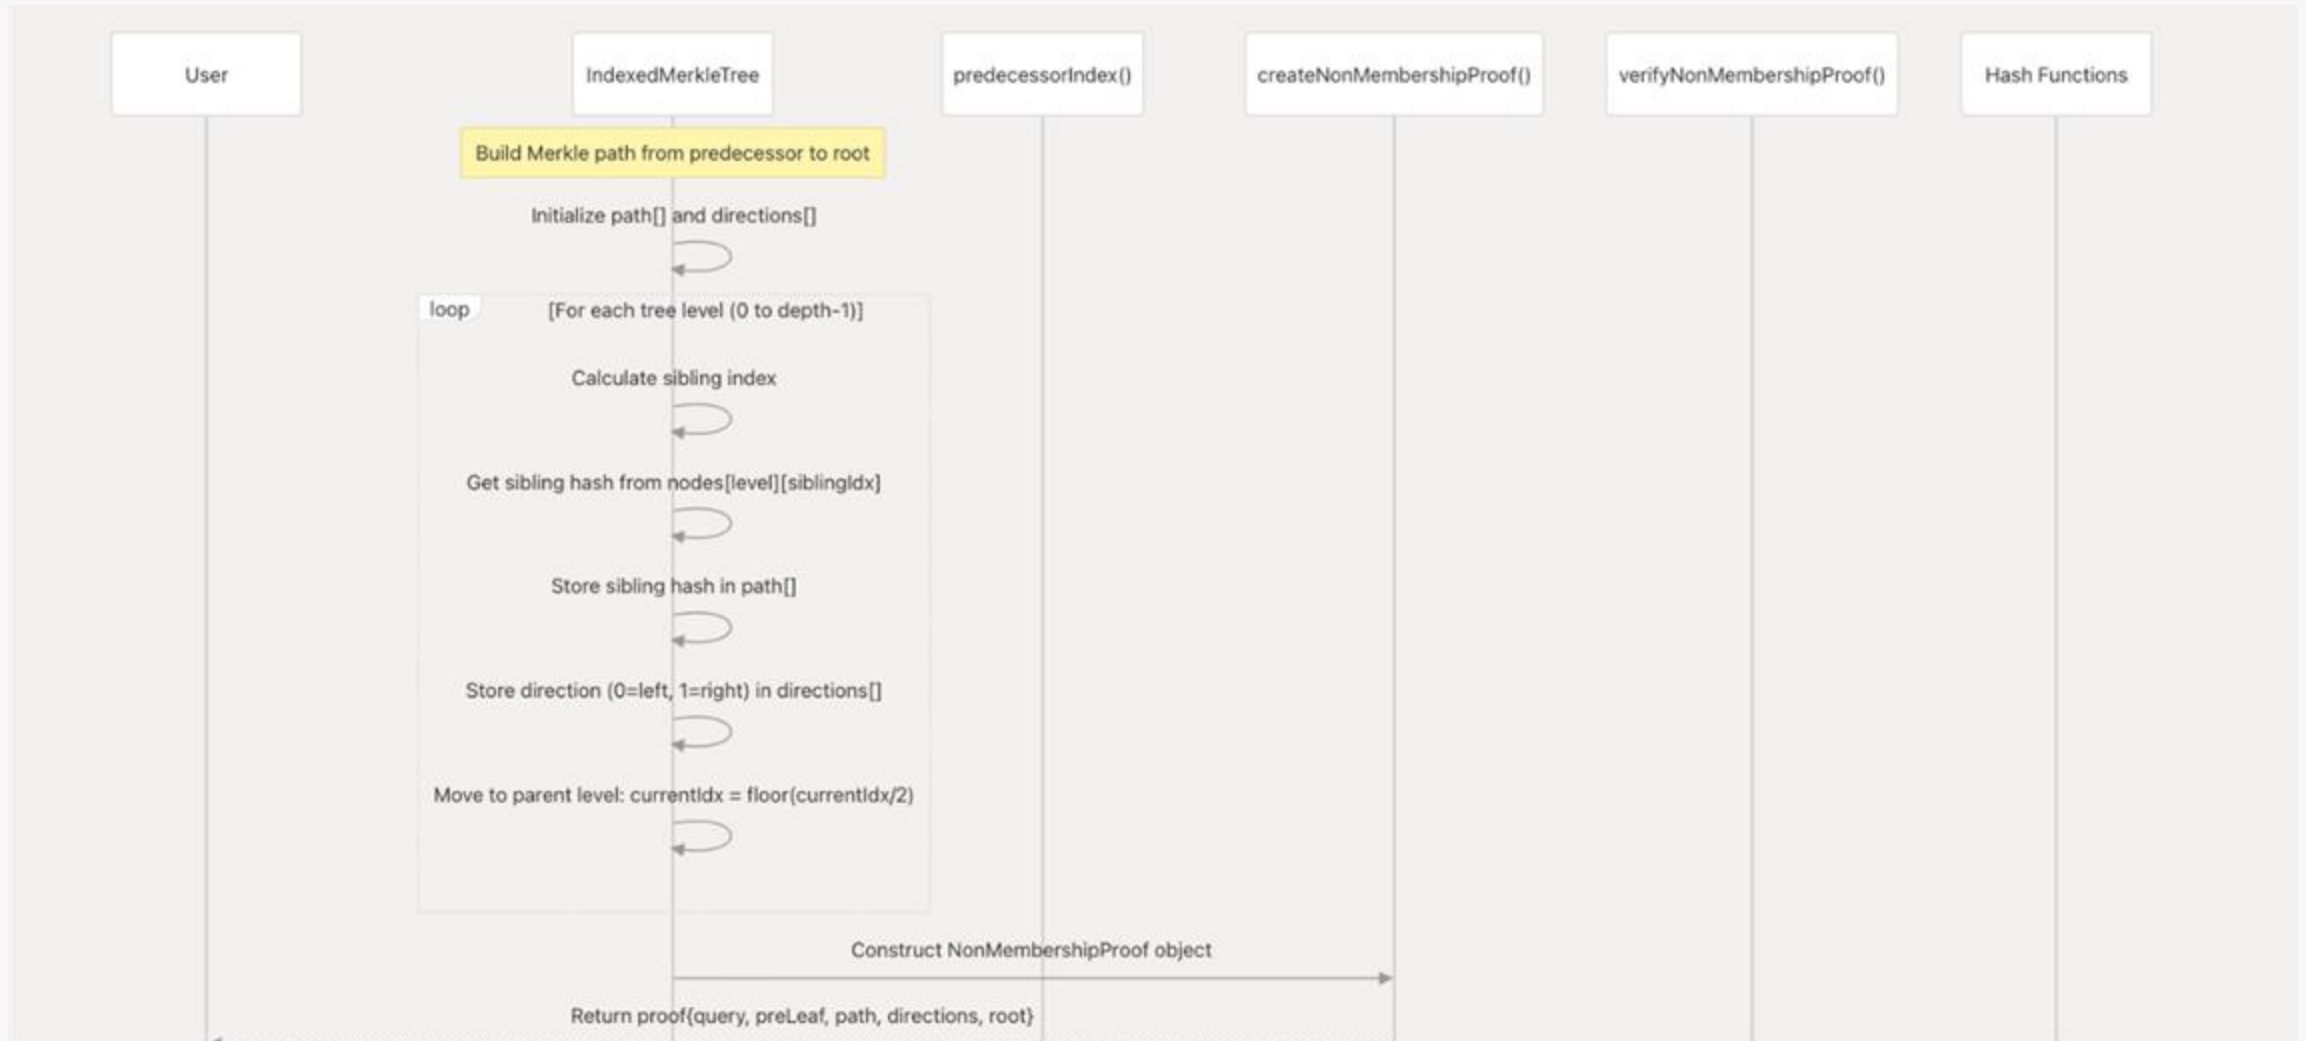 User
IndexedMerkleTree
predecessorIndex()
createNonMembershipProof()
verifyNonMembershipProof()
Hash Functions
Build Merkle path from predecessor to root
Initialize path[] and directions[]
loop
[For each tree level (0 to depth-1)]
Calculate sibling index
Get sibling hash from nodes[level][siblingIdx]
Store sibling hash in path[]
Store direction (0=left, 1=right) in directions[]
Move to parent level: currentIdx = floor(currentIdx/2)
Construct NonMembershipProof object
Return proof{query, preLeaf, path, directions, root}